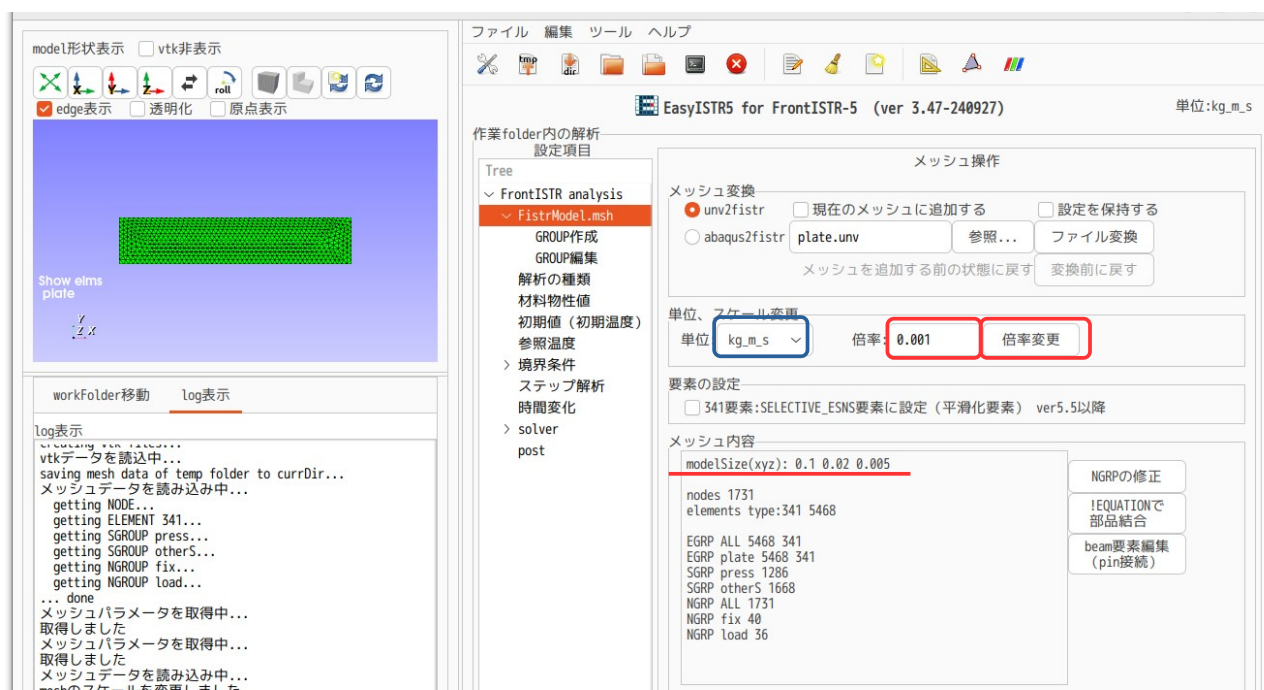 model形状表示 vtk非表示
roll
edge表示 透明化 原点表示
Show elms
plate
Y
Z X
workFolder移動 log表示
log表示
creating vtk files...
vtkデータを読込中...
saving mesh data of temp folder to currDir...
メッシュデータを読み込み中...
getting NODE...
getting ELEMENT 341...
getting SGROUP press...
getting SGROUP otherS...
getting NGROUP fix...
getting NGROUP load...
... done
メッシュパラメータを取得中...
取得しました
メッシュパラメータを取得中...
取得しました
メッシュデータを読み込み中...
meshのスケールを変更しました
ファイル 編集 ツール ヘルプ
tmp dir
EasyISTR5 for FrontISTR-5 (ver 3.47-240927) 単位:kg_m_s
作業folder内の解析
設定項目
Tree
FrontISTR analysis
FistrModel.msh
GROUP作成
GROUP編集
解析の種類
材料物性値
初期値（初期温度）
参照温度
境界条件
ステップ解析
時間変化
solver
post
メッシュ操作
メッシュ変換
unv2fistr 現在のメッシュに追加する 設定を保持する
abaqus2fistr plate.unv 参照... ファイル変換
メッシュを追加する前の状態に戻す 変換前に戻す
単位、スケール変更
単位 kg_m_s 倍率: 0.001 倍率変更
要素の設定
341要素:SELECTIVE_ESNS要素に設定（平滑化要素） ver5.5以降
メッシュ内容
modelSize(xyz): 0.1 0.02 0.005
nodes 1731
elements type:341 5468
EGRP ALL 5468 341
EGRP plate 5468 341
SGRP press 1286
SGRP otherS 1668
NGRP ALL 1731
NGRP fix 40
NGRP load 36
NGRPの修正
!EQUATIONで
部品結合
beam要素編集
(pin接続)